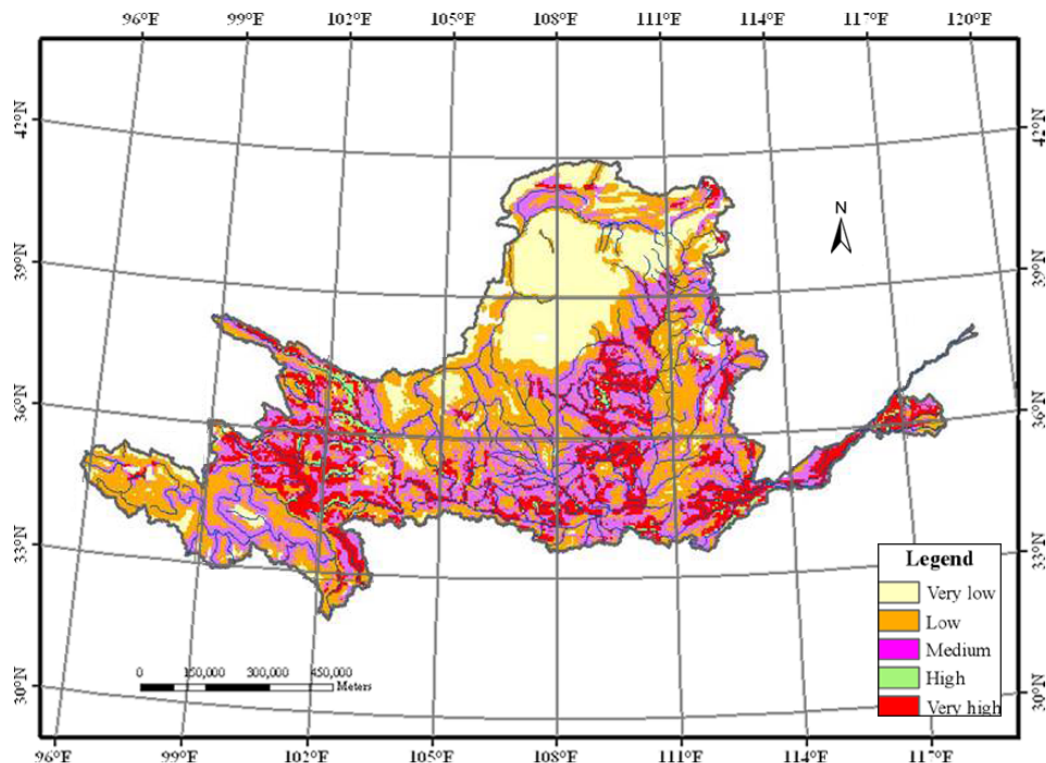 96°E 99°E 102°E 105°E 108°E 111°E 114°E 117°E 120°E
42°N
42°N
39°N
39°N
36°N
36°N
33°N
33°N
30°N
30°N
N
Legend
Very low
Low
Medium
High
Very high
0 150,000 300,000 450,000
Meters
96°E 99°E 102°E 105°E 108°E 111°E 114°E 117°E